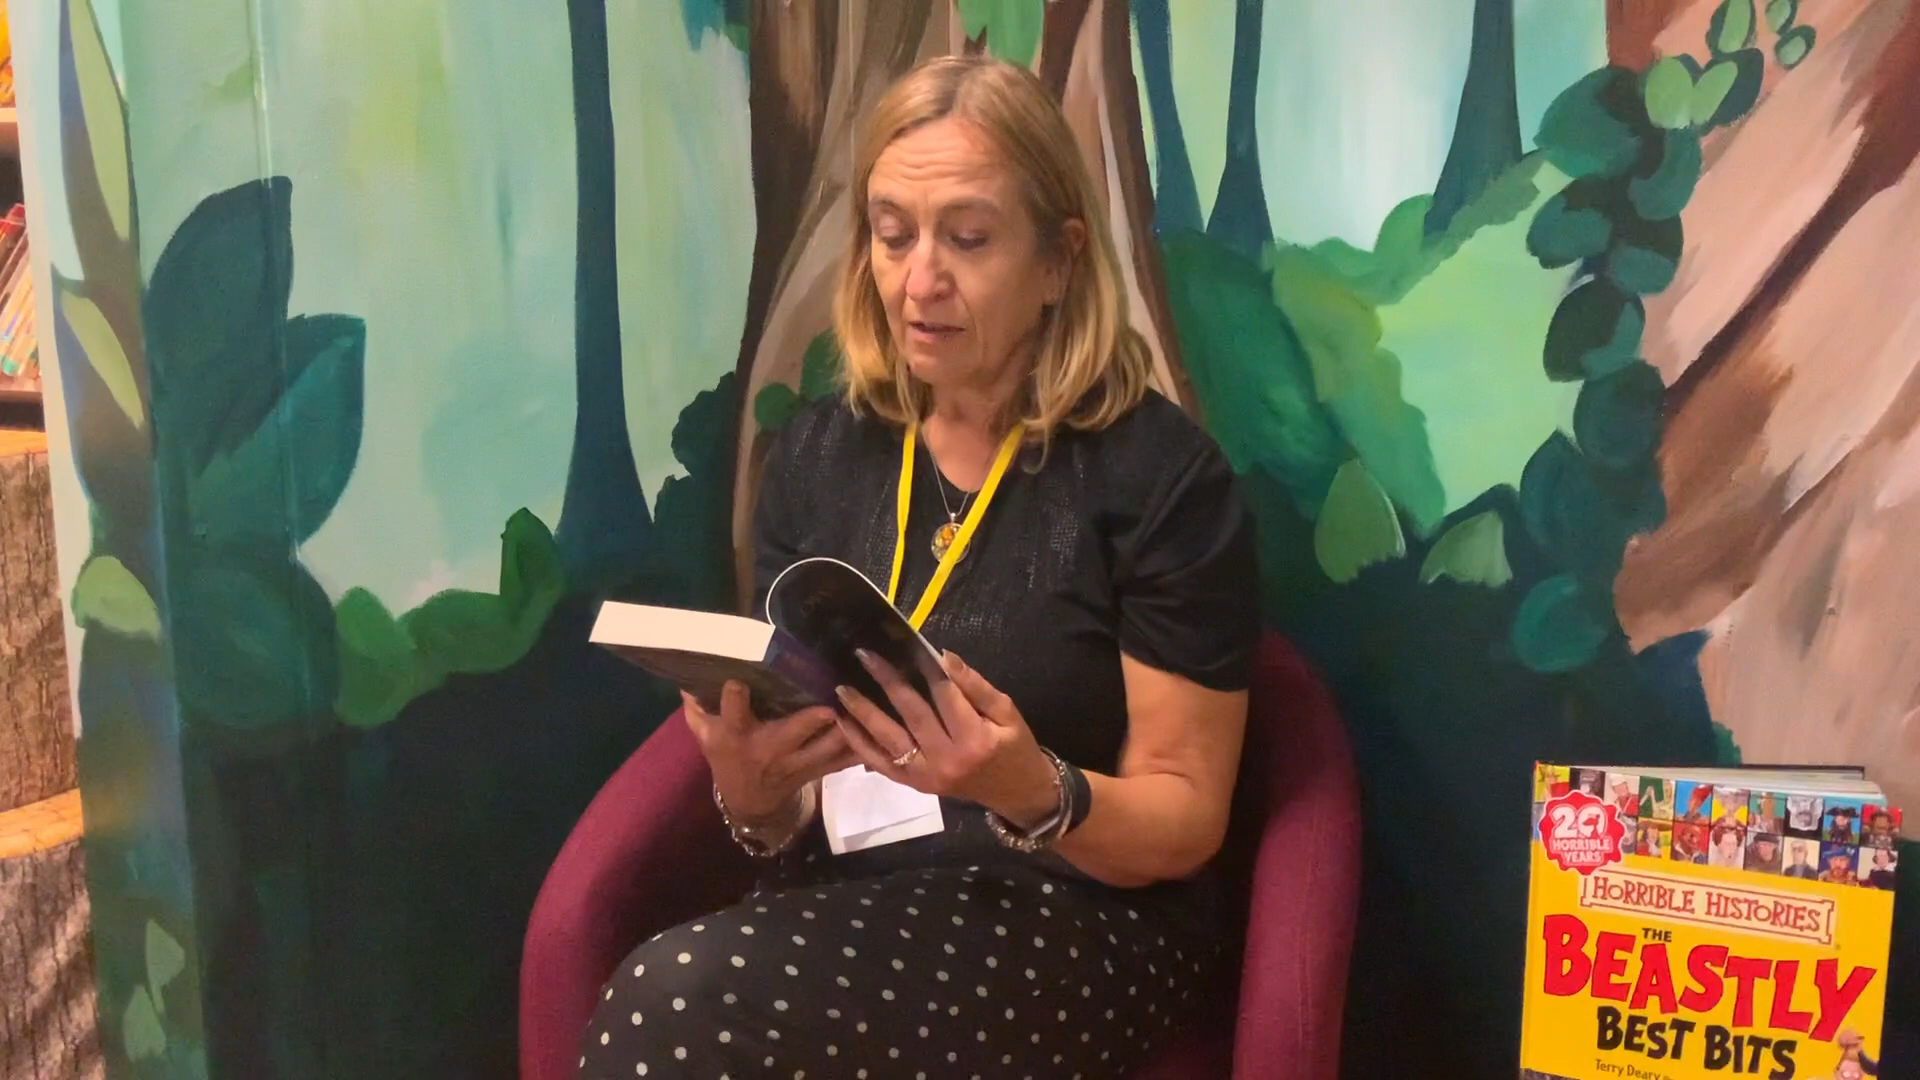 20
HORRIBLE
YEARS
HORRIBLE HISTORIES
THE
BEASTLY
BEST BITS
Terry Deary